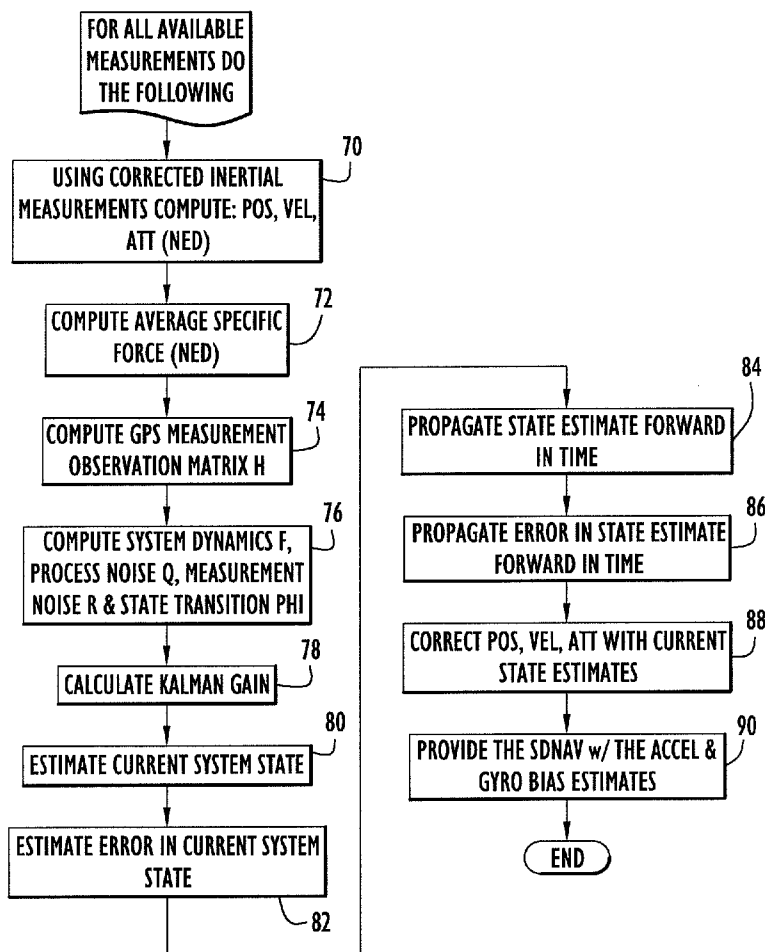 FOR ALL AVAILABLE
MEASUREMENTS DO
THE FOLLOWING
70
USING CORRECTED INERTIAL
MEASUREMENTS COMPUTE: POS, VEL,
ATT (NED)
72
COMPUTE AVERAGE SPECIFIC
FORCE (NED)
74
COMPUTE GPS MEASUREMENT
OBSERVATION MATRIX H
76
COMPUTE SYSTEM DYNAMICS F,
PROCESS NOISE Q, MEASUREMENT
NOISE R & STATE TRANSITION PHI
78
CALCULATE KALMAN GAIN
80
ESTIMATE CURRENT SYSTEM STATE
ESTIMATE ERROR IN CURRENT SYSTEM
STATE
82
84
PROPAGATE STATE ESTIMATE FORWARD
IN TIME
86
PROPAGATE ERROR IN STATE ESTIMATE
FORWARD IN TIME
88
CORRECT POS, VEL, ATT WITH CURRENT
STATE ESTIMATES
90
PROVIDE THE SDNAV w/ THE ACCEL &
GYRO BIAS ESTIMATES
END